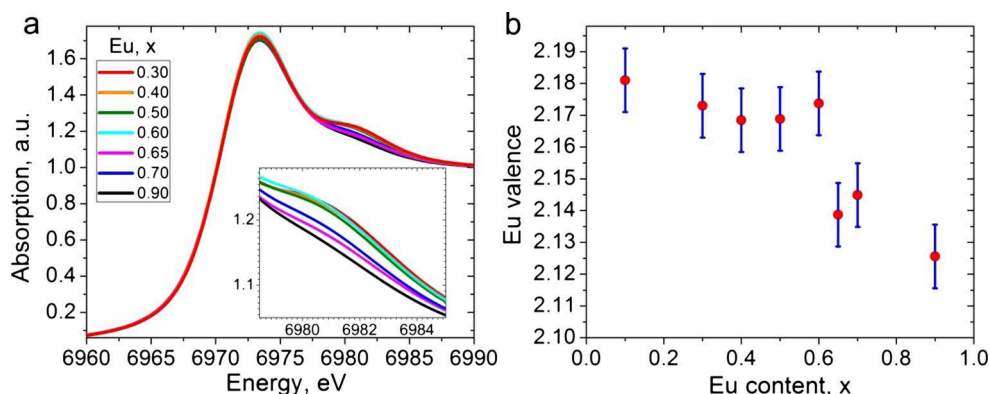 a
Absorption, a.u.
1.6
1.4
1.2
1.0
0.8
0.6
0.4
0.2
Eu, x
0.30
0.40
0.50
0.60
0.65
0.70
0.90
1.2
1.1
6980 6982 6984
6960 6965 6970 6975 6980 6985 6990
Energy, eV
b
Eu valence
2.19
2.18
2.17
2.16
2.15
2.14
2.13
2.12
2.11
2.10
0.0 0.2 0.4 0.6 0.8 1.0
Eu content, x